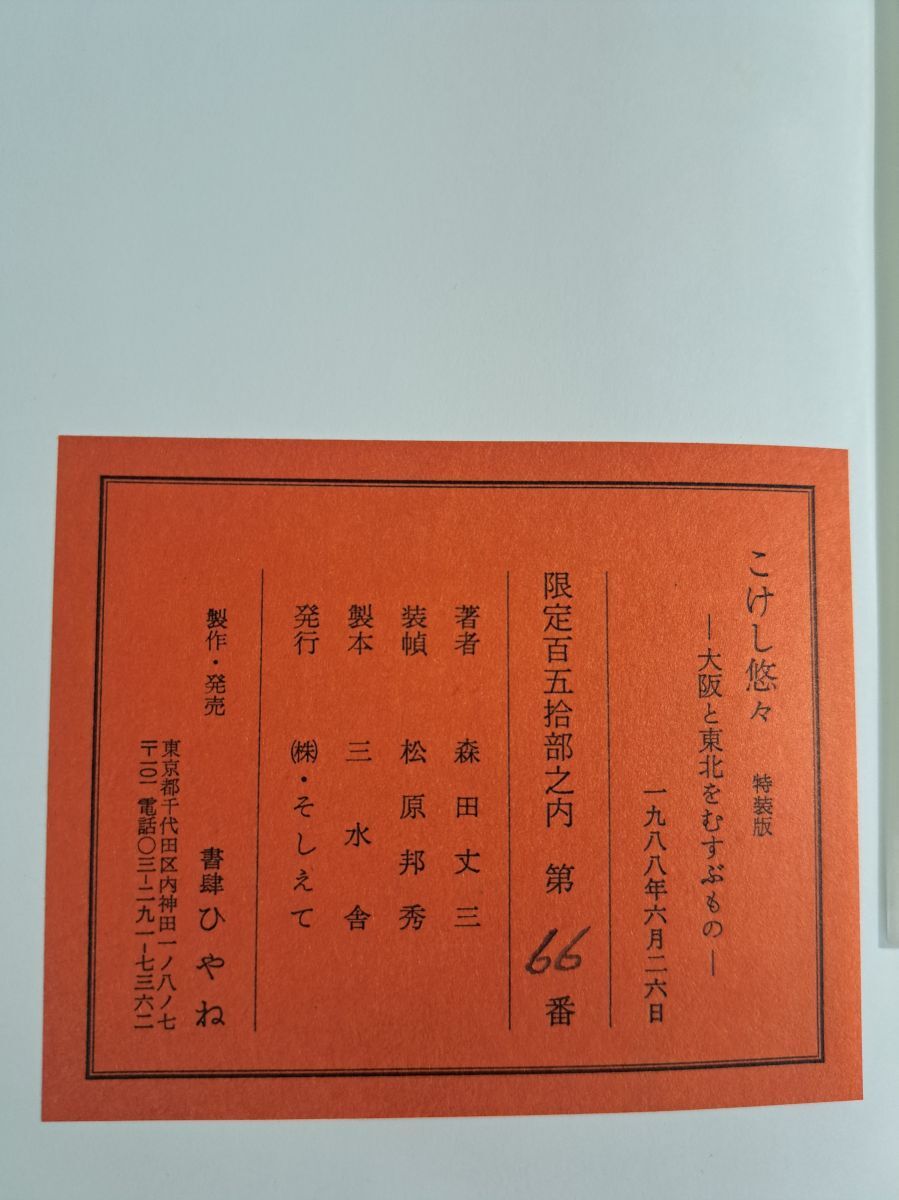 こけし悠々 特装版
―大阪と東北をむすぶもの―
一九八八年六月二六日
限定百五拾部之内 第 66 番
著者 森田丈三
装幀 松原邦秀
製本 三水舎
発行 ㈱・そしえて
製作・発売 書肆ひやね
東京都千代田区内神田一ノ八ノ七
〒一〇一 電話〇三-二九一-七三六二